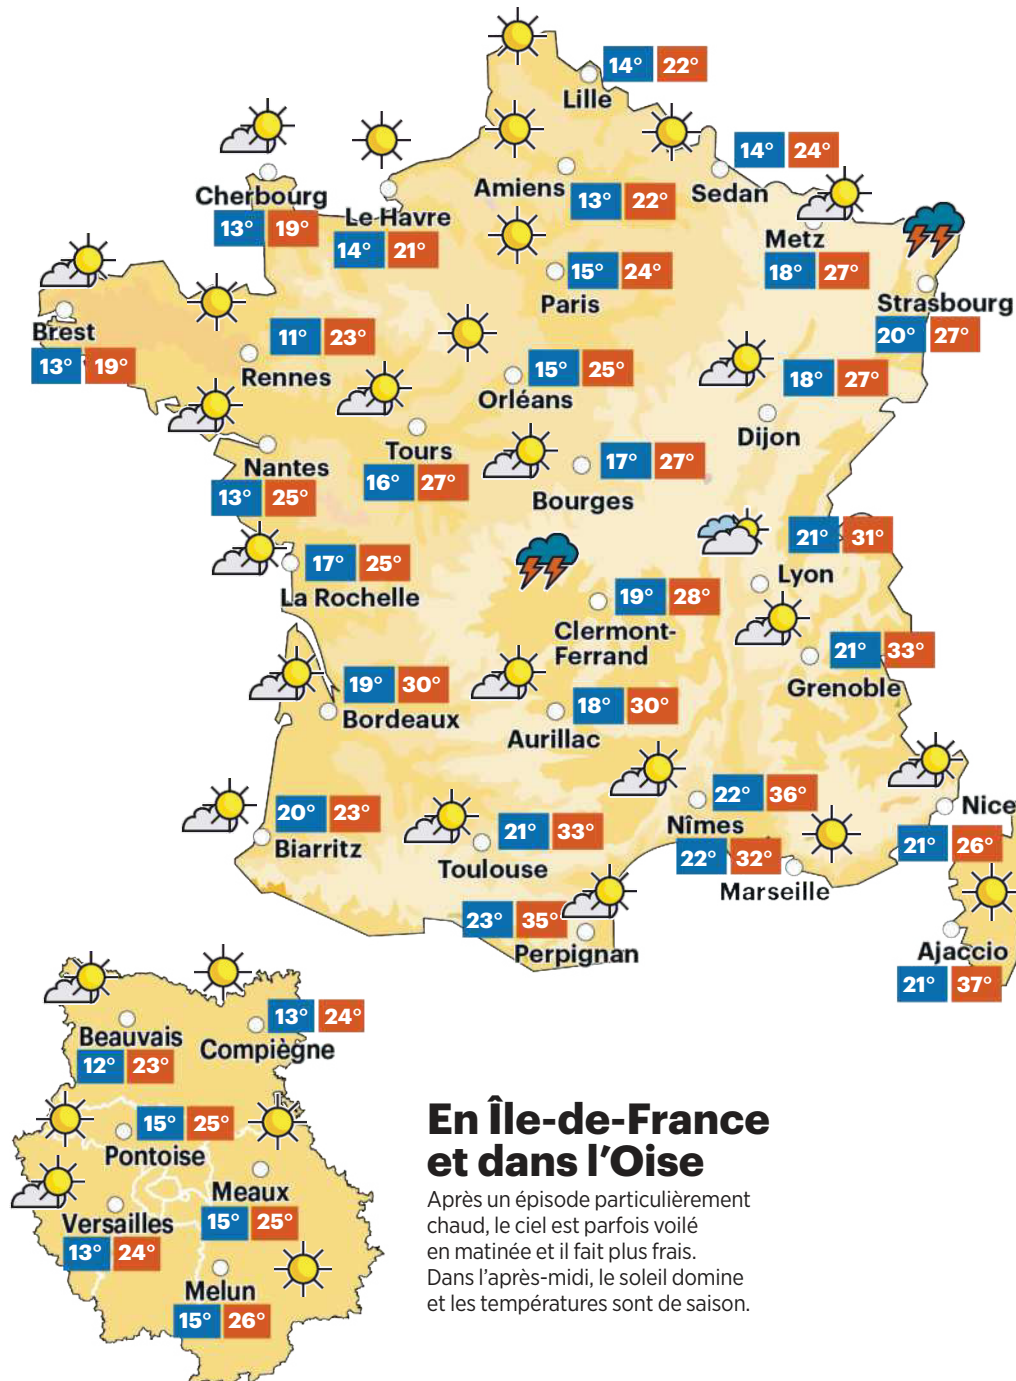 14° 22°
Lille
14° 24°
Sedan
Amiens
13° 22°
Cherbourg
13° 19°
Le Havre
14° 21°
Metz
18° 27°
15° 24°
Paris
Strasbourg
20° 27°
Brest
13° 19°
11° 23°
Rennes
15° 25°
Orléans
18° 27°
Dijon
Tours
16° 27°
Nantes
13° 25°
17° 27°
Bourges
21° 31°
Lyon
17° 25°
La Rochelle
19° 28°
Clermont-
Ferrand
21° 33°
Grenoble
19° 30°
Bordeaux
18° 30°
Aurillac
22° 36°
Nîmes
Nice
21° 26°
20° 23°
Biarritz
21° 33°
Toulouse
22° 32°
Marseille
23° 35°
Perpignan
Ajaccio
21° 37°
Beauvais
12° 23°
13° 24°
Compiègne
15° 25°
Pontoise
Meaux
15° 25°
Versailles
13° 24°
Melun
15° 26°
En Île-de-France
et dans l'Oise
Après un épisode particulièrement
chaud, le ciel est parfois voilé
en matinée et il fait plus frais.
Dans l'après-midi, le soleil domine
et les températures sont de saison.